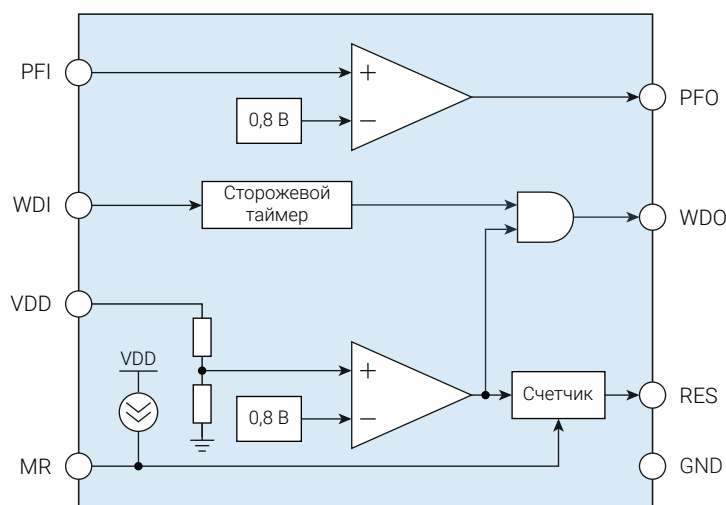 PFI
+
0,8 В
−
PFO
WDI
Сторожевой
таймер
WDO
VDD
VDD
+
0,8 В
−
Счетчик
RES
MR
GND